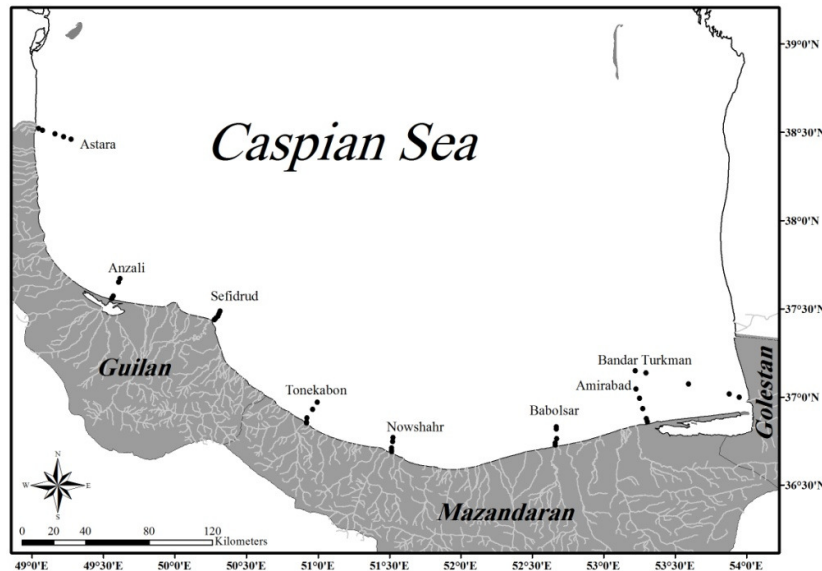 39°0'N
Caspian Sea
Astara
38°30'N
38°0'N
Anzali
Sefidrud
37°30'N
Guilan
Bandar Turkman
Golestan
Tonekabon
Amirabad
37°0'N
Nowshahr
Babolsar
N
W E
S
Mazandaran
36°30'N
0 20 40 80 120
Kilometers
49°0'E 49°30'E 50°0'E 50°30'E 51°0'E 51°30'E 52°0'E 52°30'E 53°0'E 53°30'E 54°0'E